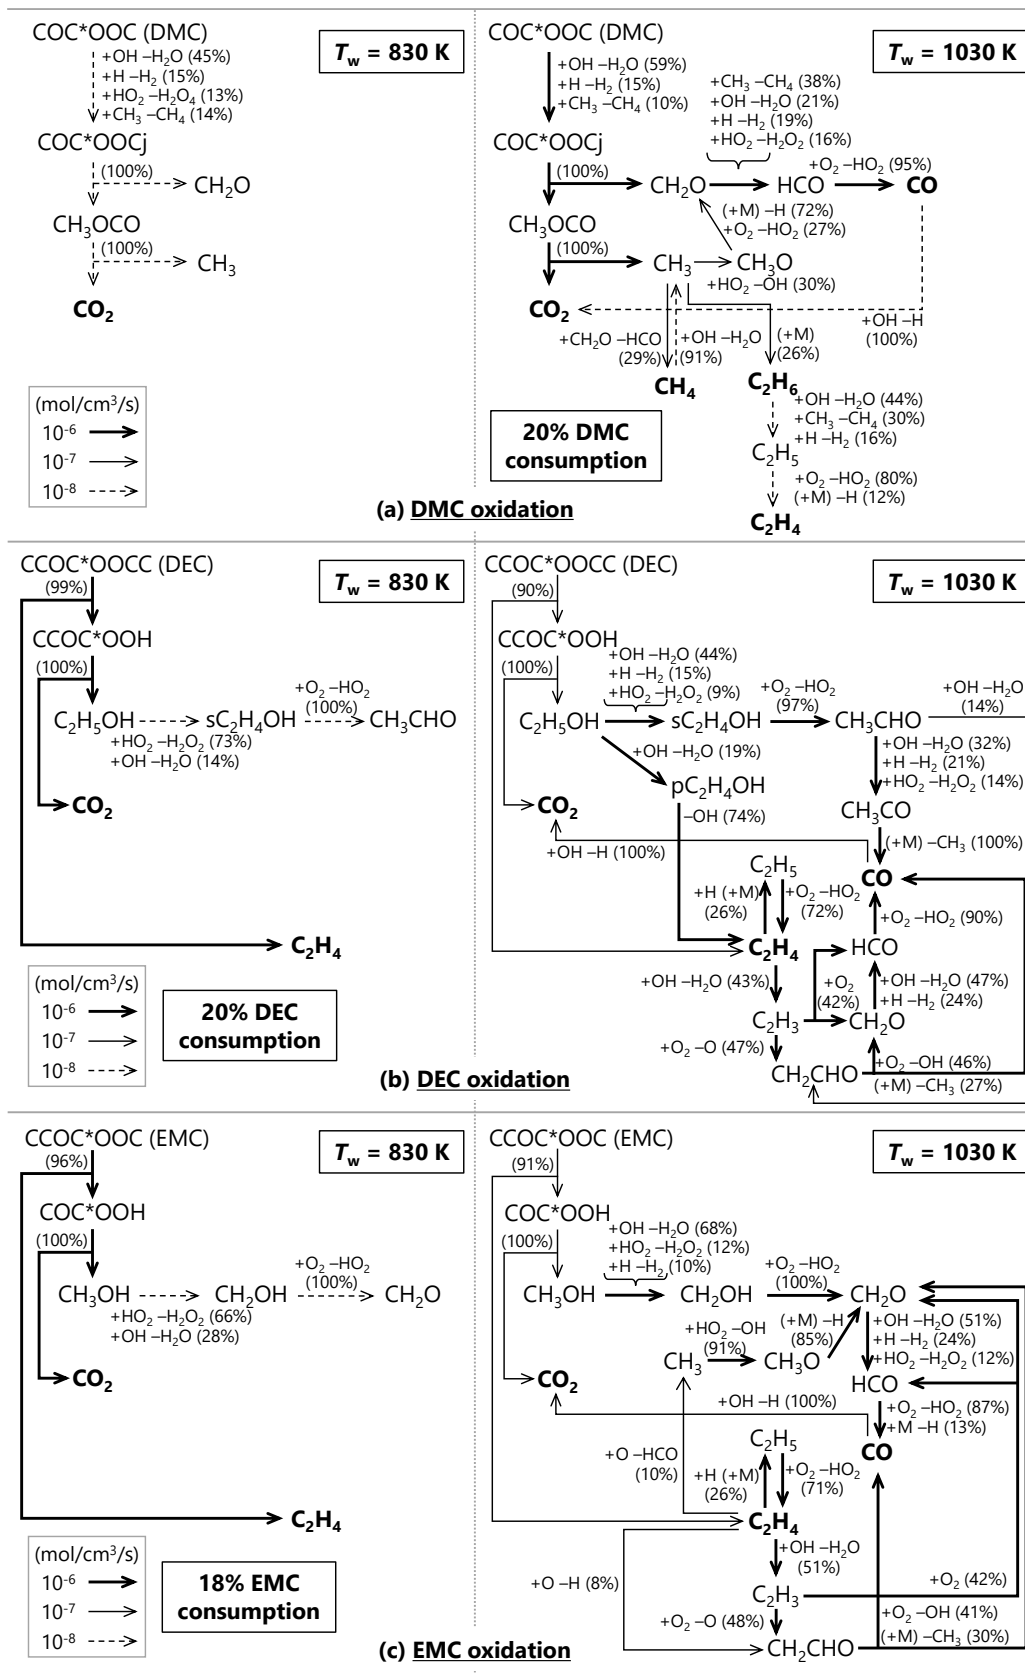 COC*OOC (DMC)
T_w = 830 K
+OH –H₂O (45%)
+H –H₂ (15%)
+HO₂ –H₂O₄ (13%)
+CH₃ –CH₄ (14%)
COC*OOCj
(100%)
CH₂O
CH₃OCO
(100%)
CH₃
CO₂
(mol/cm³/s)
10⁻⁶
10⁻⁷
10⁻⁸
COC*OOC (DMC)
T_w = 1030 K
+OH –H₂O (59%)
+H –H₂ (15%)
+CH₃ –CH₄ (10%)
+CH₃ –CH₄ (38%)
+OH –H₂O (21%)
+H –H₂ (19%)
+HO₂ –H₂O₂ (16%)
COC*OOCj
(100%)
+O₂ –HO₂ (95%)
CH₂O
HCO
CO
(+M) –H (72%)
+O₂ –HO₂ (27%)
CH₃OCO
(100%)
CH₃
CH₃O
+HO₂ –OH (30%)
CO₂
+OH –H
(100%)
+CH₂O –HCO
(29%)
+OH –H₂O
(91%)
(+M)
(26%)
CH₄
C₂H₆
+OH –H₂O (44%)
+CH₃ –CH₄ (30%)
+H –H₂ (16%)
20% DMC
consumption
C₂H₅
+O₂ –HO₂ (80%)
(+M) –H (12%)
C₂H₄
(a) DMC oxidation
CCOC*OOCC (DEC)
(99%)
T_w = 830 K
CCOC*OOH
(100%)
C₂H₅OH
sC₂H₄OH
+O₂ –HO₂
(100%)
CH₃CHO
+HO₂ –H₂O₂ (73%)
+OH –H₂O (14%)
CO₂
C₂H₄
(mol/cm³/s)
10⁻⁶
10⁻⁷
10⁻⁸
20% DEC
consumption
CCOC*OOCC (DEC)
(90%)
T_w = 1030 K
CCOC*OOH
(100%)
+OH –H₂O (44%)
+H –H₂ (15%)
+HO₂ –H₂O₂ (9%)
+O₂ –HO₂
(97%)
+OH –H₂O
(14%)
C₂H₅OH
sC₂H₄OH
CH₃CHO
+OH –H₂O (19%)
+OH –H₂O (32%)
+H –H₂ (21%)
+HO₂ –H₂O₂ (14%)
pC₂H₄OH
–OH (74%)
CO₂
CH₃CO
(+M) –CH₃ (100%)
+OH –H (100%)
C₂H₅
CO
+H (+M)
(26%)
+O₂ –HO₂
(72%)
+O₂ –HO₂ (90%)
C₂H₄
HCO
+OH –H₂O (43%)
+O₂
(42%)
+OH –H₂O (47%)
+H –H₂ (24%)
C₂H₃
CH₂O
+O₂ –O (47%)
+O₂ –OH (46%)
CH₂CHO
(+M) –CH₃ (27%)
(b) DEC oxidation
CCOC*OOC (EMC)
(96%)
T_w = 830 K
COC*OOH
(100%)
CH₃OH
CH₂OH
+O₂ –HO₂
(100%)
CH₂O
+HO₂ –H₂O₂ (66%)
+OH –H₂O (28%)
CO₂
C₂H₄
(mol/cm³/s)
10⁻⁶
10⁻⁷
10⁻⁸
18% EMC
consumption
CCOC*OOC (EMC)
(91%)
T_w = 1030 K
COC*OOH
(100%)
+OH –H₂O (68%)
+HO₂ –H₂O₂ (12%)
+H –H₂ (10%)
+O₂ –HO₂
(100%)
CH₃OH
CH₂OH
CH₂O
+HO₂ –OH
(91%)
(+M) –H
(85%)
+OH –H₂O (51%)
+H –H₂ (24%)
+HO₂ –H₂O₂ (12%)
CH₃
CH₃O
CO₂
HCO
+OH –H (100%)
+O₂ –HO₂ (87%)
+M –H (13%)
C₂H₅
CO
+O –HCO
(10%)
+H (+M)
(26%)
+O₂ –HO₂
(71%)
C₂H₄
+OH –H₂O
(51%)
+O –H (8%)
C₂H₃
+O₂ (42%)
+O₂ –O (48%)
+O₂ –OH (41%)
CH₂CHO
(+M) –CH₃ (30%)
(c) EMC oxidation